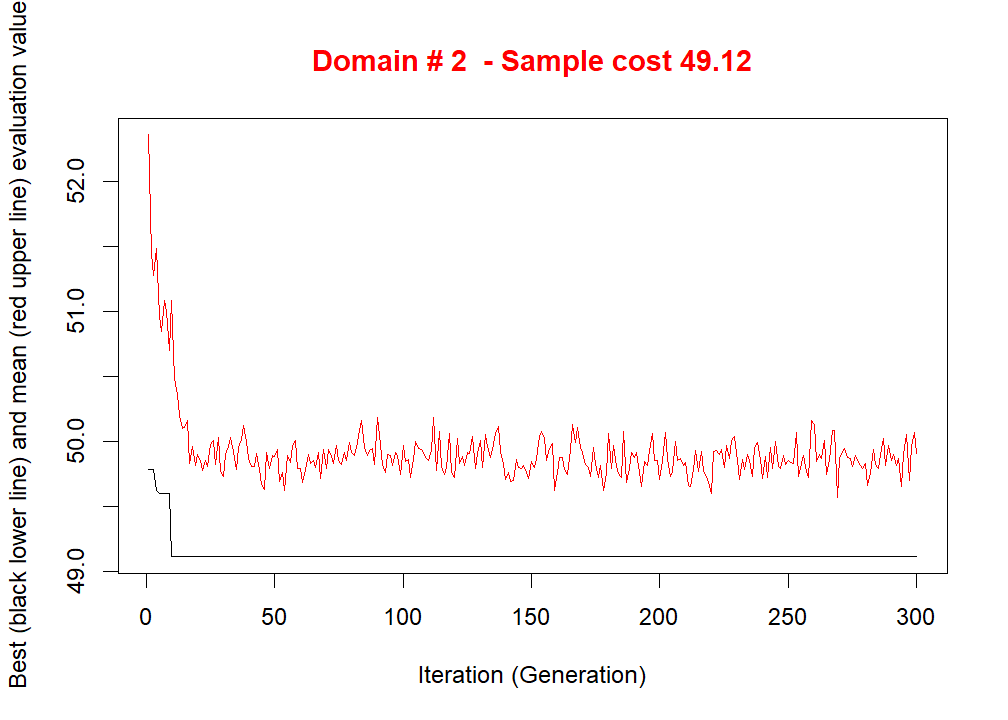 Domain # 2 - Sample cost 49.12
Best (black lower line) and mean (red upper line) evaluation value
52.0
51.0
50.0
49.0
0 50 100 150 200 250 300
Iteration (Generation)